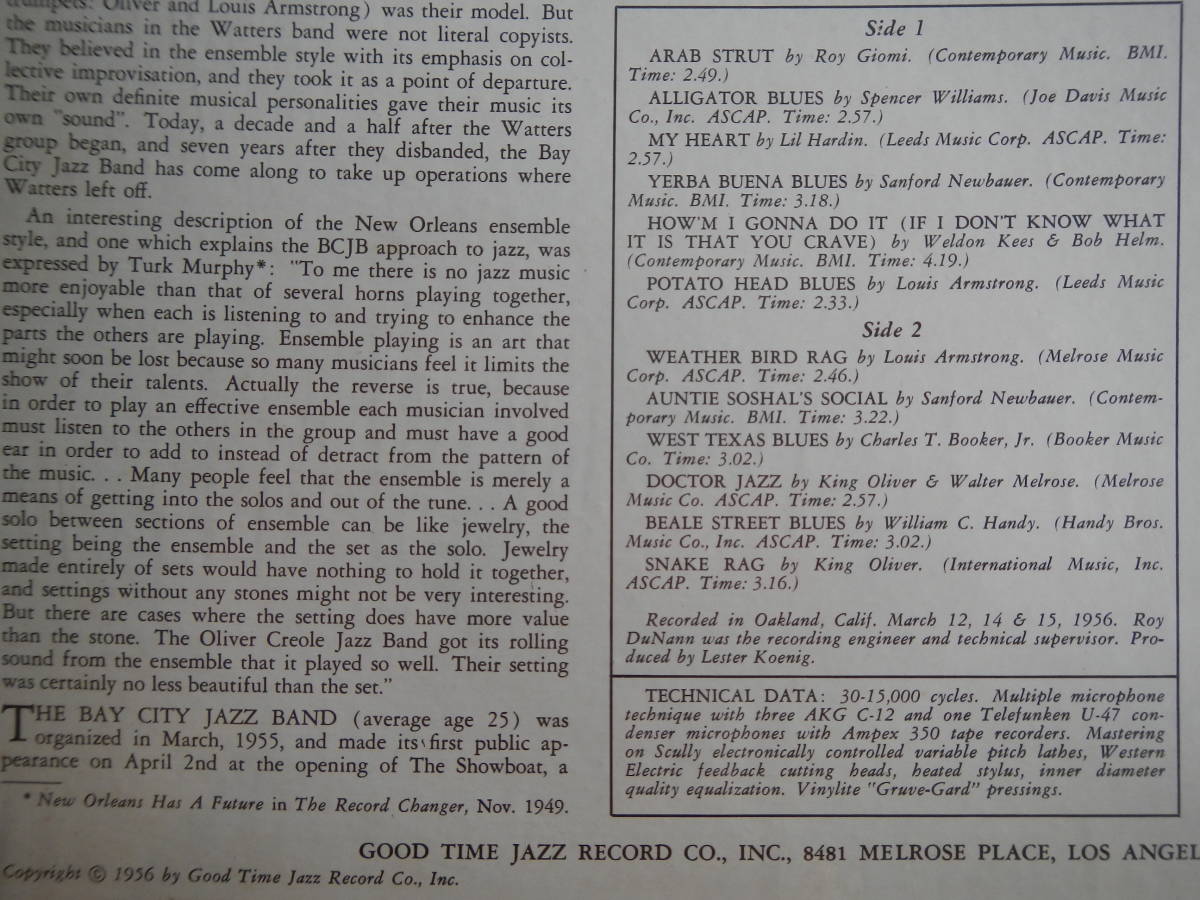 trumpets: Oliver and Louis Armstrong) was their model. But
the musicians in the Watters band were not literal copyists.
They believed in the ensemble style with its emphasis on col-
lective improvisation, and they took it as a point of departure.
Their own definite musical personalities gave their music its
own "sound". Today, a decade and a half after the Watters
group began, and seven years after they disbanded, the Bay
City Jazz Band has come along to take up operations where
Watters left off.
An interesting description of the New Orleans ensemble
style, and one which explains the BCJB approach to jazz, was
expressed by Turk Murphy*: "To me there is no jazz music
more enjoyable than that of several horns playing together,
especially when each is listening to and trying to enhance the
parts the others are playing. Ensemble playing is an art that
might soon be lost because so many musicians feel it limits the
show of their talents. Actually the reverse is true, because
in order to play an effective ensemble each musician involved
must listen to the others in the group and must have a good
ear in order to add to instead of detract from the pattern of
the music. . . Many people feel that the ensemble is merely a
means of getting into the solos and out of the tune. . . A good
solo between sections of ensemble can be like jewelry, the
setting being the ensemble and the set as the solo. Jewelry
made entirely of sets would have nothing to hold it together,
and settings without any stones might not be very interesting.
But there are cases where the setting does have more value
than the stone. The Oliver Creole Jazz Band got its rolling
sound from the ensemble that it played so well. Their setting
was certainly no less beautiful than the set."
THE BAY CITY JAZZ BAND (average age 25) was
organized in March, 1955, and made its first public ap-
pearance on April 2nd at the opening of The Showboat, a
* New Orleans Has A Future in The Record Changer, Nov. 1949.
Side 1
ARAB STRUT by Roy Giomi. (Contemporary Music. BMI.
Time: 2.49.)
ALLIGATOR BLUES by Spencer Williams. (Joe Davis Music
Co., Inc. ASCAP. Time: 2.57.)
MY HEART by Lil Hardin. (Leeds Music Corp. ASCAP. Time:
2.57.)
YERBA BUENA BLUES by Sanford Newbauer. (Contemporary
Music. BMI. Time: 3.18.)
HOW'M I GONNA DO IT (IF I DON'T KNOW WHAT
IT IS THAT YOU CRAVE) by Weldon Kees & Bob Helm.
(Contemporary Music. BMI. Time: 4.19.)
POTATO HEAD BLUES by Louis Armstrong. (Leeds Music
Corp. ASCAP. Time: 2.33.)
Side 2
WEATHER BIRD RAG by Louis Armstrong. (Melrose Music
Corp. ASCAP. Time: 2.46.)
AUNTIE SOSHAL'S SOCIAL by Sanford Newbauer. (Contem-
porary Music. BMI. Time: 3.22.)
WEST TEXAS BLUES by Charles T. Booker, Jr. (Booker Music
Co. Time: 3.02.)
DOCTOR JAZZ by King Oliver & Walter Melrose. (Melrose
Music Co. ASCAP. Time: 2.57.)
BEALE STREET BLUES by William C. Handy. (Handy Bros.
Music Co., Inc. ASCAP. Time: 3.02.)
SNAKE RAG by King Oliver. (International Music, Inc.
ASCAP. Time: 3.16.)
Recorded in Oakland, Calif. March 12, 14 & 15, 1956. Roy
DuNann was the recording engineer and technical supervisor. Pro-
duced by Lester Koenig.
TECHNICAL DATA: 30-15,000 cycles. Multiple microphone
technique with three AKG C-12 and one Telefunken U-47 con-
denser microphones with Ampex 350 tape recorders. Mastering
on Scully electronically controlled variable pitch lathes, Western
Electric feedback cutting heads, heated stylus, inner diameter
quality equalization. Vinylite "Gruve-Gard" pressings.
GOOD TIME JAZZ RECORD CO., INC., 8481 MELROSE PLACE, LOS ANGEL
Copyright © 1956 by Good Time Jazz Record Co., Inc.